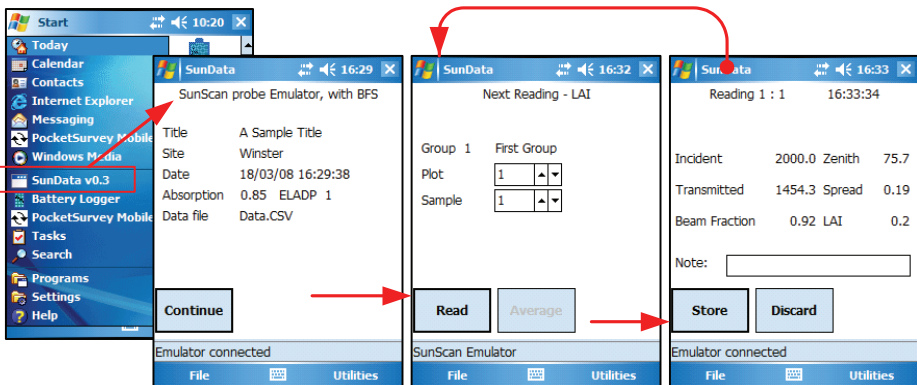 Start 10:20
Today
Calendar
Contacts
Internet Explorer
Messaging
PocketSurvey Mobile
Windows Media
SunData v0.3
Battery Logger
PocketSurvey Mobile
Tasks
Search
Programs
Settings
Help
SunData 16:29
SunScan probe Emulator, with BFS
Title A Sample Title
Site Winster
Date 18/03/08 16:29:38
Absorption 0.85 ELADP 1
Data file Data.CSV
Continue
Emulator connected
File Utilities
SunData 16:32
Next Reading - LAI
Group 1 First Group
Plot 1
Sample 1
Read Average
SunScan Emulator
File Utilities
SunData 16:33
Reading 1 : 1 16:33:34
Incident 2000.0 Zenith 75.7
Transmitted 1454.3 Spread 0.19
Beam Fraction 0.92 LAI 0.2
Note:
Store Discard
Emulator connected
File Utilities